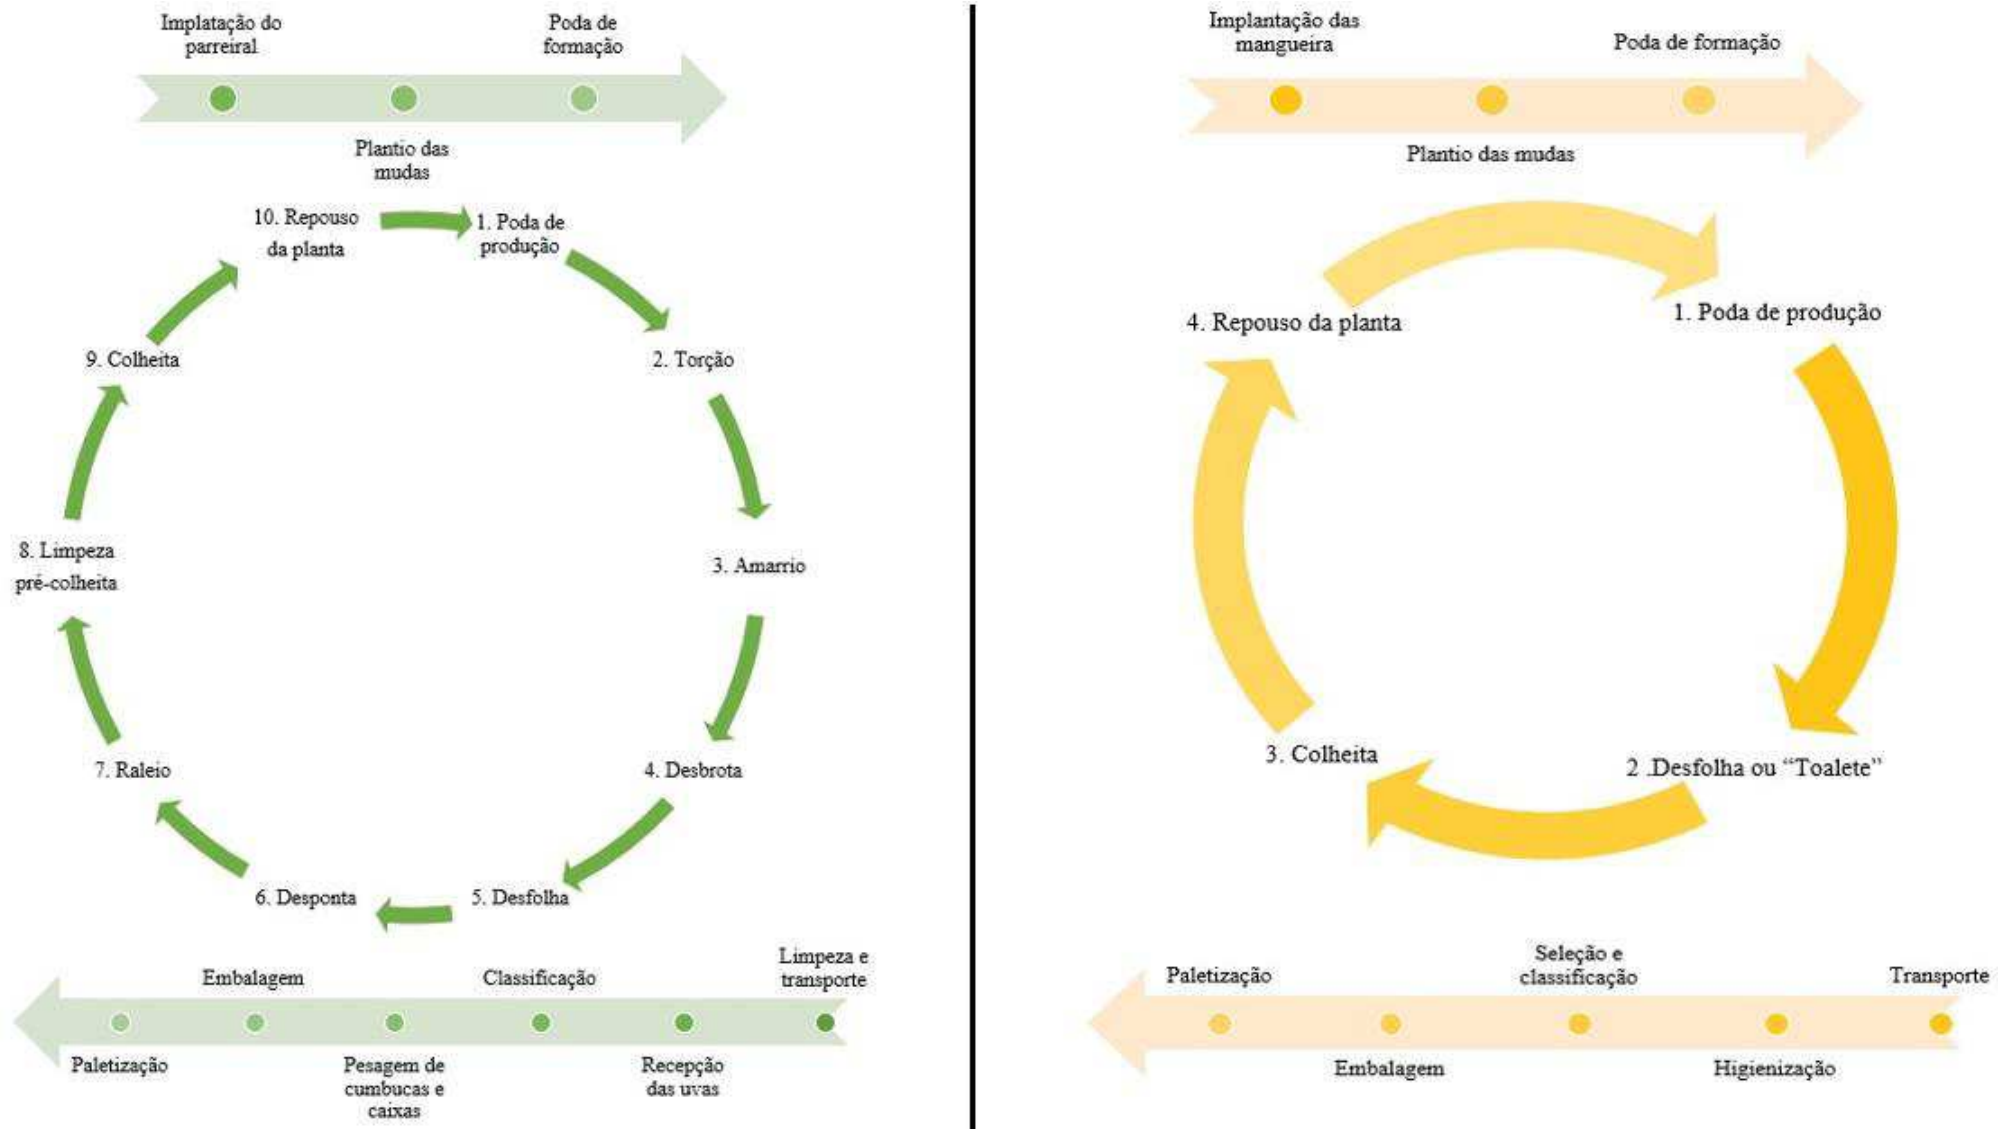 Implatação do
parreiral
Poda de
formação
Plantio das
mudas
10. Repouso
da planta
1. Poda de
produção
2. Torção
3. Amarrio
4. Desbrota
5. Desfolha
6. Desponta
7. Raleio
8. Limpeza
pré-colheita
9. Colheita
Limpeza e
transporte
Recepção
das uvas
Classificação
Pesagem de
cumbucas e
caixas
Embalagem
Paletização
Implantação das
mangueira
Poda de formação
Plantio das mudas
1. Poda de produção
2 .Desfolha ou “Toalete”
3. Colheita
4. Repouso da planta
Transporte
Higienização
Seleção e
classificação
Embalagem
Paletização